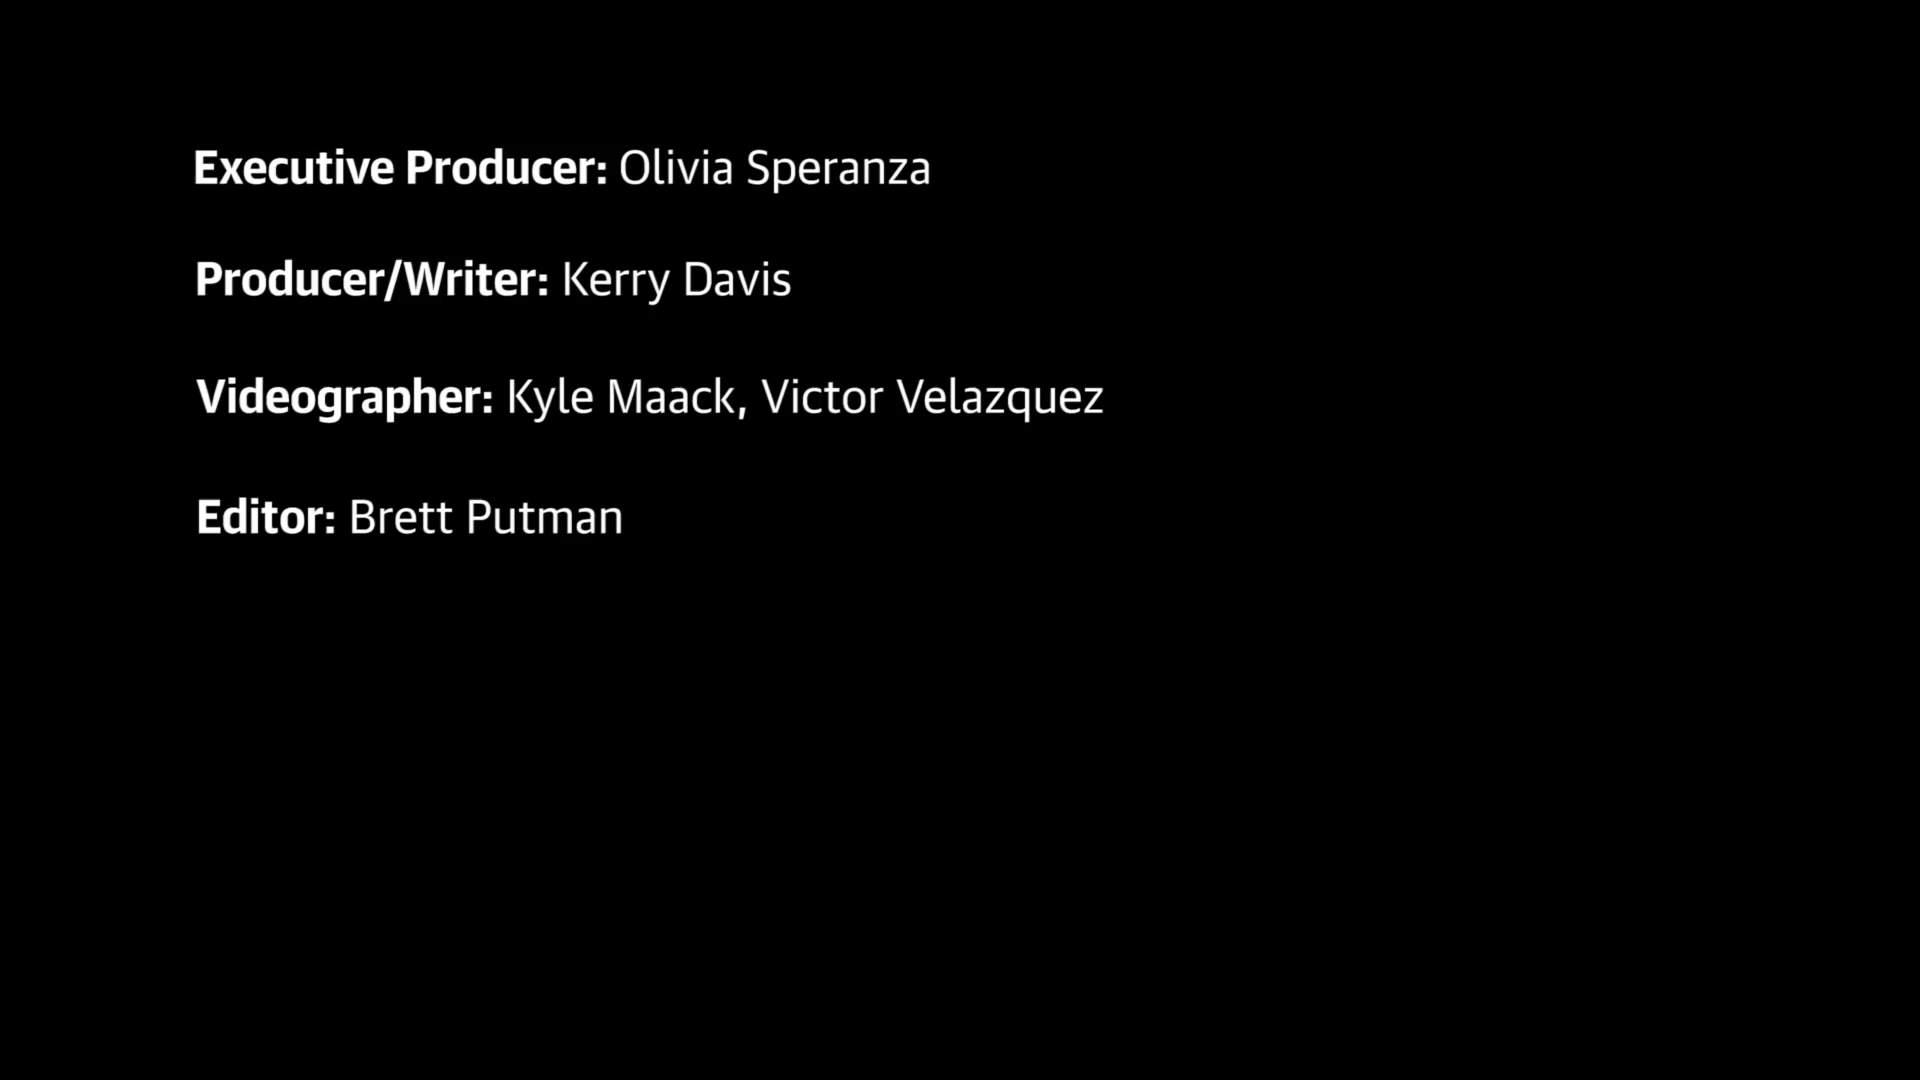 Executive Producer: Olivia Speranza
Producer/Writer: Kerry Davis
Videographer: Kyle Maack, Victor Velazquez
Editor: Brett Putman